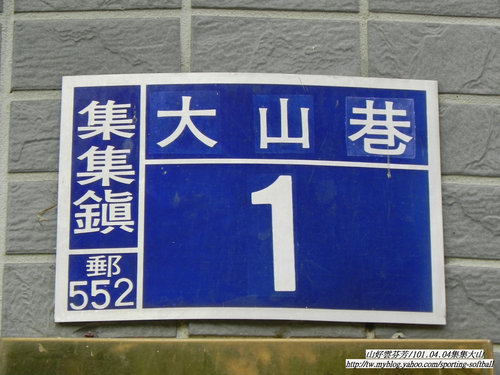 集集鎮
郵
552
大山巷
1
山好雲芬芳/101.04.04集集大山
http://tw.myblog.yahoo.com/sporting-softball